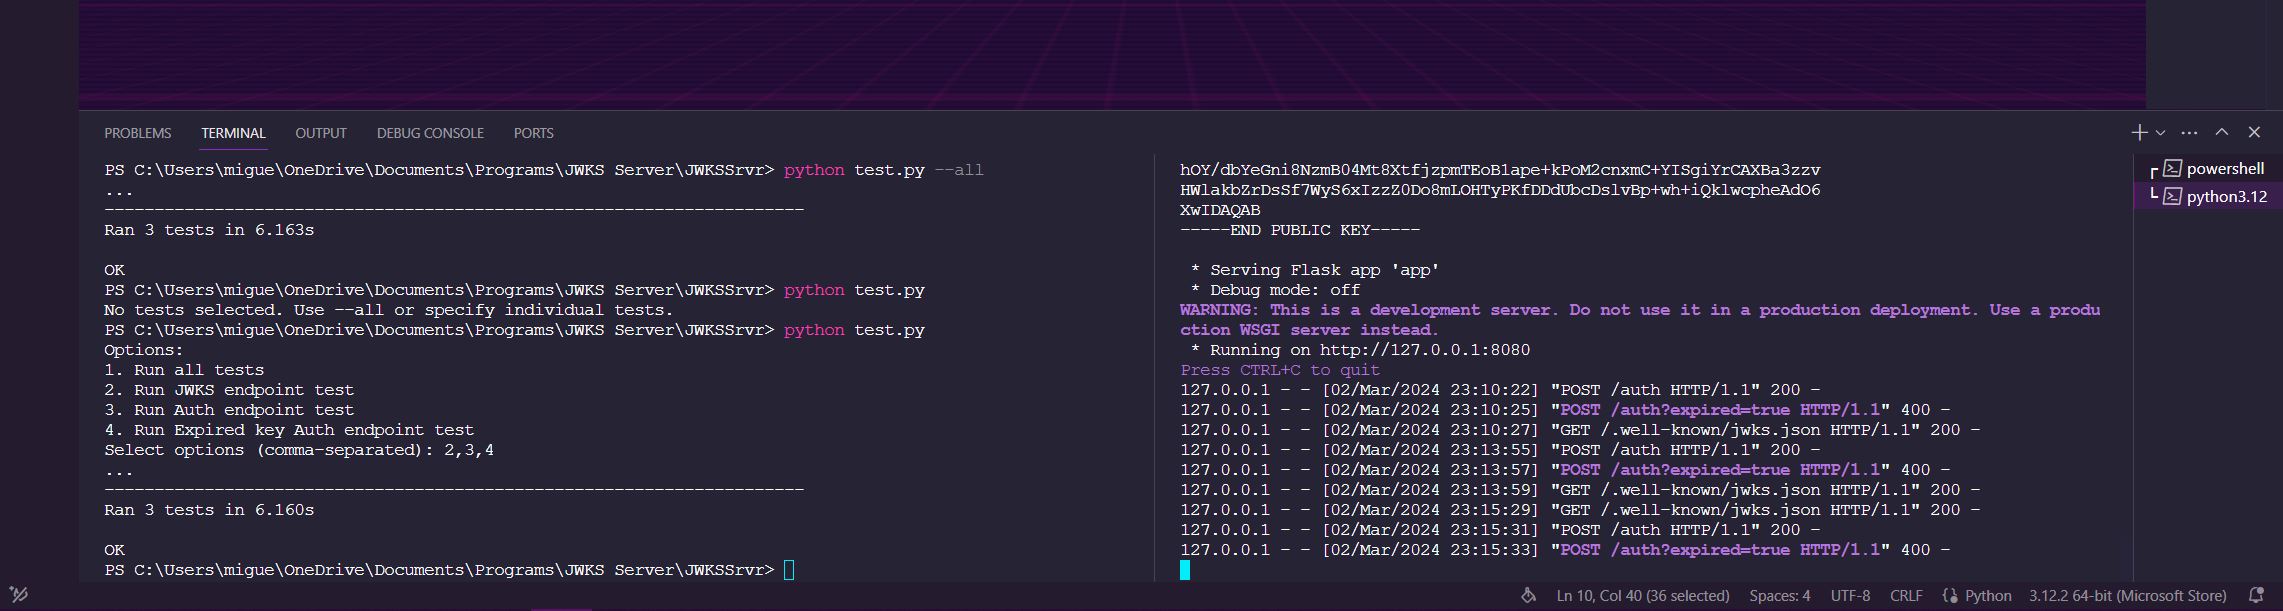 PROBLEMS TERMINAL OUTPUT DEBUG CONSOLE PORTS
PS C:\Users\migue\OneDrive\Documents\Programs\JWKS Server\JWKSSrvr> python test.py --all
...
----------------------------------------------------------------------
Ran 3 tests in 6.163s
OK
PS C:\Users\migue\OneDrive\Documents\Programs\JWKS Server\JWKSSrvr> python test.py
No tests selected. Use --all or specify individual tests.
PS C:\Users\migue\OneDrive\Documents\Programs\JWKS Server\JWKSSrvr> python test.py
Options:
1. Run all tests
2. Run JWKS endpoint test
3. Run Auth endpoint test
4. Run Expired key Auth endpoint test
Select options (comma-separated): 2,3,4
...
----------------------------------------------------------------------
Ran 3 tests in 6.160s
OK
PS C:\Users\migue\OneDrive\Documents\Programs\JWKS Server\JWKSSrvr>
hOY/dbYeGni8NzmB04Mt8XtfjzpmTEoB1ape+kPoM2cnxmC+YISgiYrCAXBa3zzv
HWlakbZrDsSf7WyS6xIzzZ0Do8mLOHTyPKfDDdUbcDslvBp+wh+iQklwcpheAdO6
XwIDAQAB
-----END PUBLIC KEY-----
* Serving Flask app 'app'
* Debug mode: off
WARNING: This is a development server. Do not use it in a production deployment. Use a produ
ction WSGI server instead.
* Running on http://127.0.0.1:8080
Press CTRL+C to quit
127.0.0.1 - - [02/Mar/2024 23:10:22] "POST /auth HTTP/1.1" 200 -
127.0.0.1 - - [02/Mar/2024 23:10:25] "POST /auth?expired=true HTTP/1.1" 400 -
127.0.0.1 - - [02/Mar/2024 23:10:27] "GET /.well-known/jwks.json HTTP/1.1" 200 -
127.0.0.1 - - [02/Mar/2024 23:13:55] "POST /auth HTTP/1.1" 200 -
127.0.0.1 - - [02/Mar/2024 23:13:57] "POST /auth?expired=true HTTP/1.1" 400 -
127.0.0.1 - - [02/Mar/2024 23:13:59] "GET /.well-known/jwks.json HTTP/1.1" 200 -
127.0.0.1 - - [02/Mar/2024 23:15:29] "GET /.well-known/jwks.json HTTP/1.1" 200 -
127.0.0.1 - - [02/Mar/2024 23:15:31] "POST /auth HTTP/1.1" 200 -
127.0.0.1 - - [02/Mar/2024 23:15:33] "POST /auth?expired=true HTTP/1.1" 400 -
powershell
python3.12
Ln 10, Col 40 (36 selected) Spaces: 4 UTF-8 CRLF Python 3.12.2 64-bit (Microsoft Store)